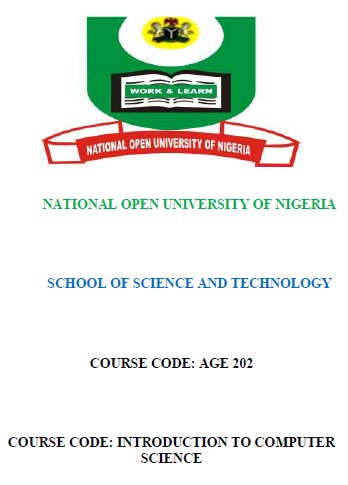 WORK & LEARN
NATIONAL OPEN UNIVERSITY OF NIGERIA
NATIONAL OPEN UNIVERSITY OF NIGERIA
SCHOOL OF SCIENCE AND TECHNOLOGY
COURSE CODE: AGE 202
COURSE CODE: INTRODUCTION TO COMPUTER
SCIENCE